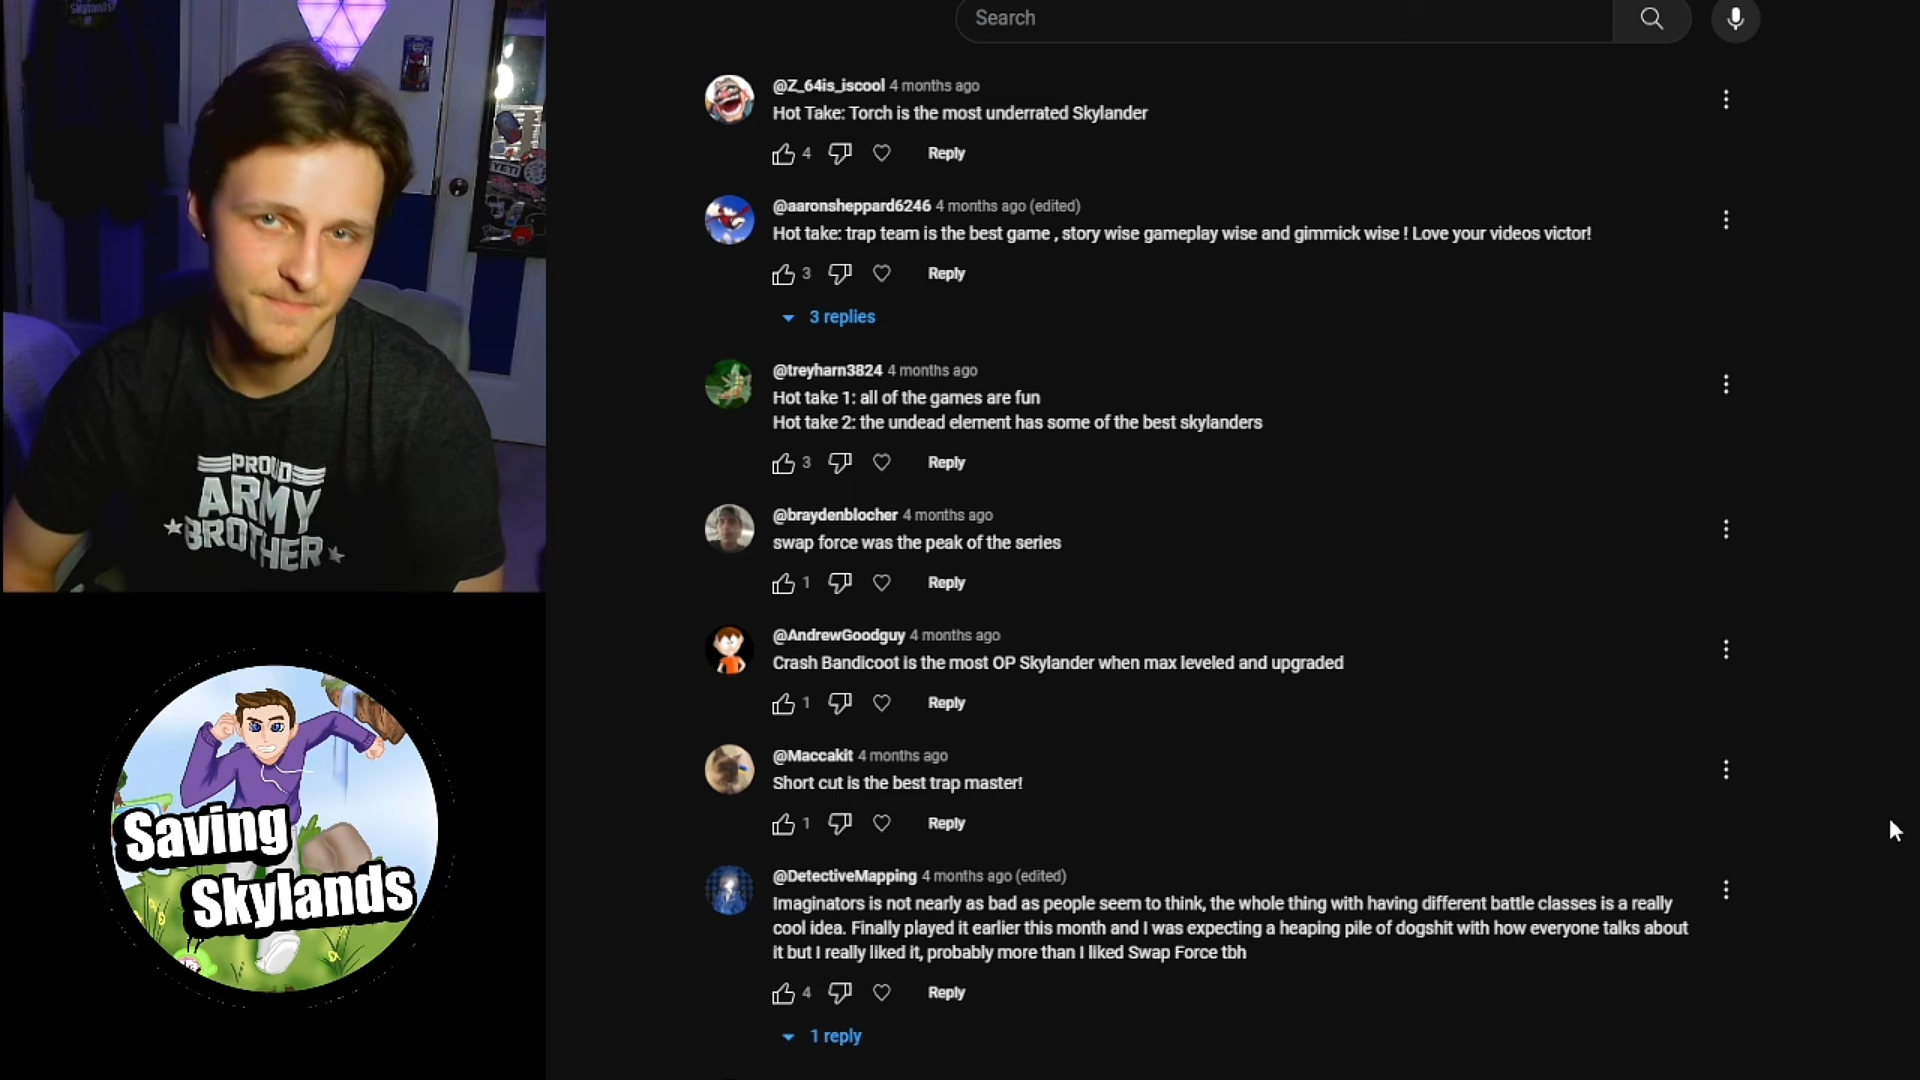 Skylands
YETI
PROUD
ARMY
BROTHER
Saving
Skylands
Search
@Z_64is_iscool 4 months ago
Hot Take: Torch is the most underrated Skylander
4 Reply
@aaronsheppard6246 4 months ago (edited)
Hot take: trap team is the best game , story wise gameplay wise and gimmick wise ! Love your videos victor!
3 Reply
3 replies
@treyharn3824 4 months ago
Hot take 1: all of the games are fun
Hot take 2: the undead element has some of the best skylanders
3 Reply
@braydenblocher 4 months ago
swap force was the peak of the series
1 Reply
@AndrewGoodguy 4 months ago
Crash Bandicoot is the most OP Skylander when max leveled and upgraded
1 Reply
@Maccakit 4 months ago
Short cut is the best trap master!
1 Reply
@DetectiveMapping 4 months ago (edited)
Imaginators is not nearly as bad as people seem to think, the whole thing with having different battle classes is a really
cool idea. Finally played it earlier this month and I was expecting a heaping pile of dogshit with how everyone talks about
it but I really liked it, probably more than I liked Swap Force tbh
4 Reply
1 reply